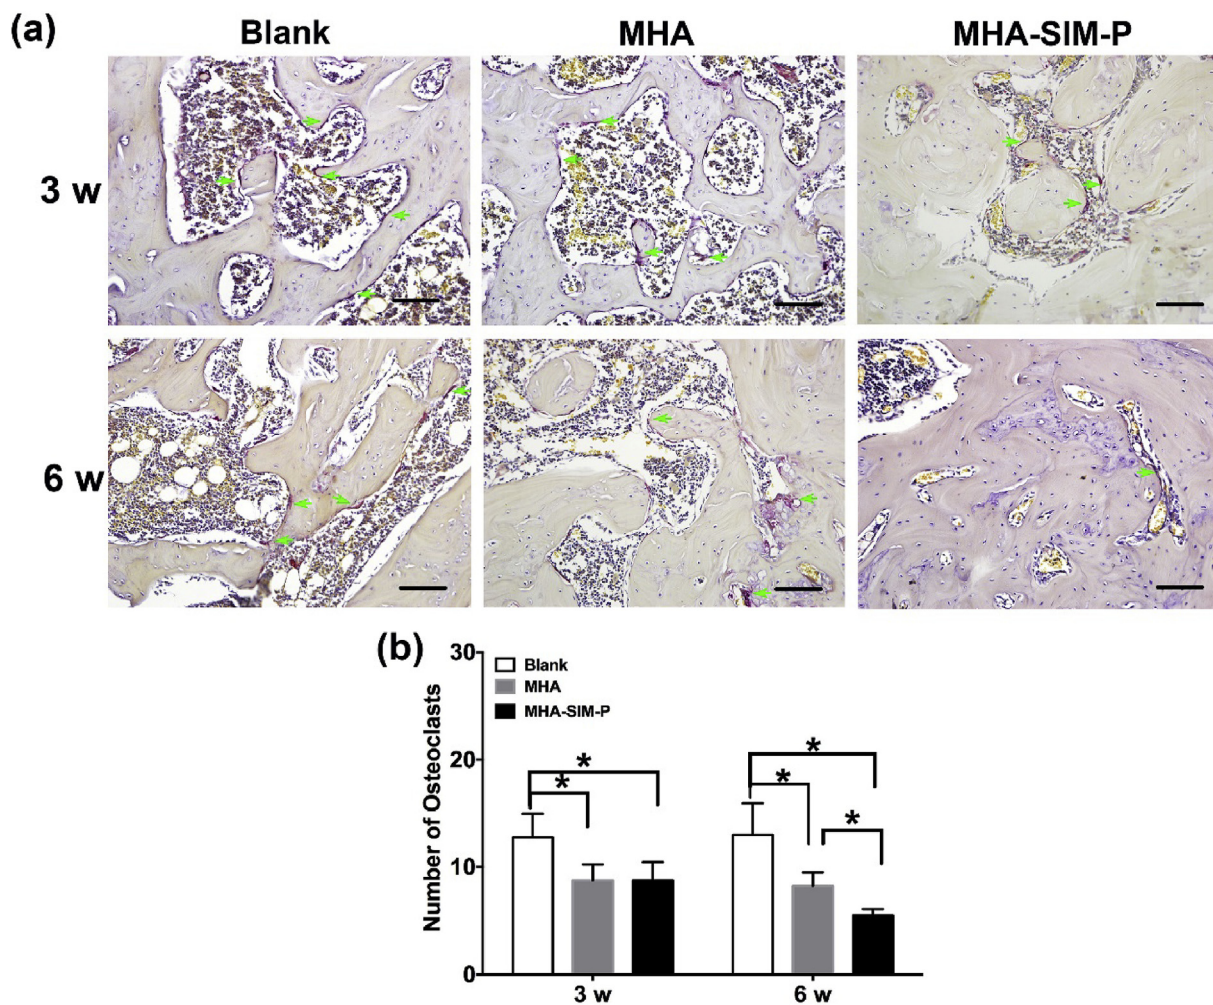 (a)
Blank
MHA
MHA-SIM-P
3 w
6 w
(b)
Number of Osteoclasts
30
20
10
0
Blank
MHA
MHA-SIM-P
*
*
*
*
*
3 w
6 w